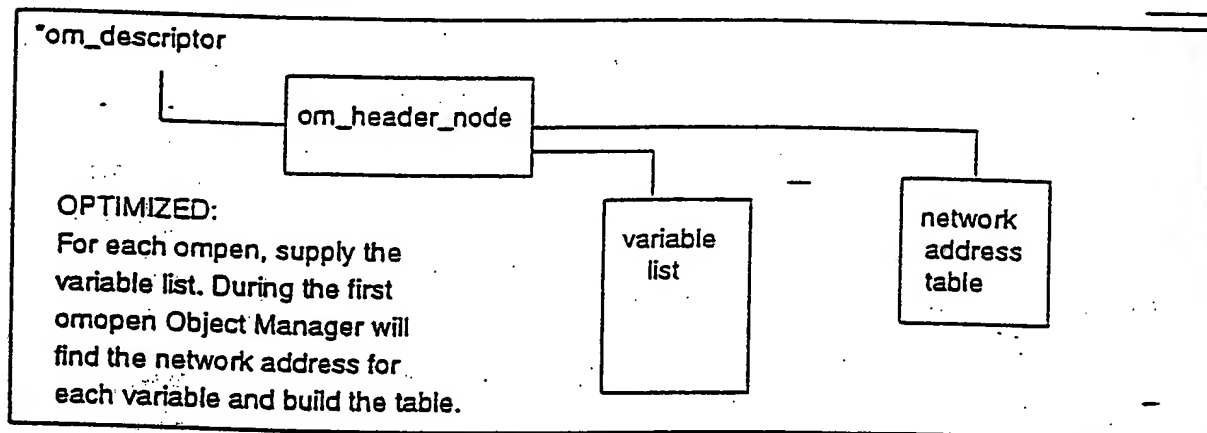 *om_descriptor
om_header_node
OPTIMIZED:
For each ompen, supply the
variable list. During the first
omopen Object Manager will
find the network address for
each variable and build the table.
variable
list
network
address
table